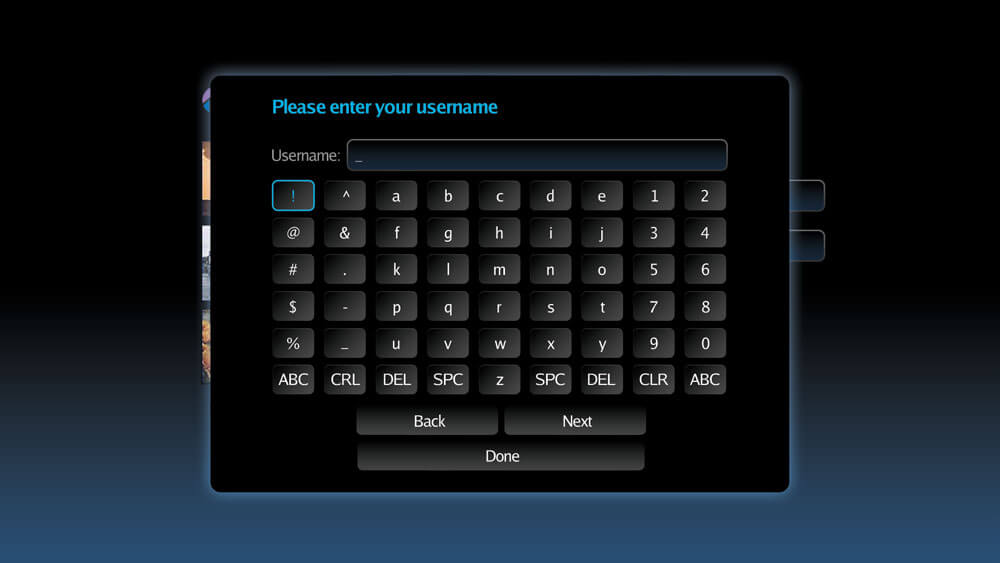 Please enter your username
Username: _
! ^ a b c d e 1 2
@ & f g h i j 3 4
# . k l m n o 5 6
$ - p q r s t 7 8
% _ u v w x y 9 0
ABC CRL DEL SPC z SPC DEL CLR ABC
Back Next
Done